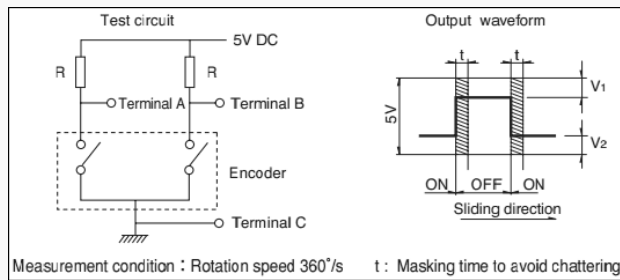 Test circuit
5V DC
R
R
Terminal A
Terminal B
Encoder
Terminal C
Output waveform
t
t
V1
5V
V2
ON
OFF
ON
Sliding direction
Measurement condition : Rotation speed 360°/s
t : Masking time to avoid chattering